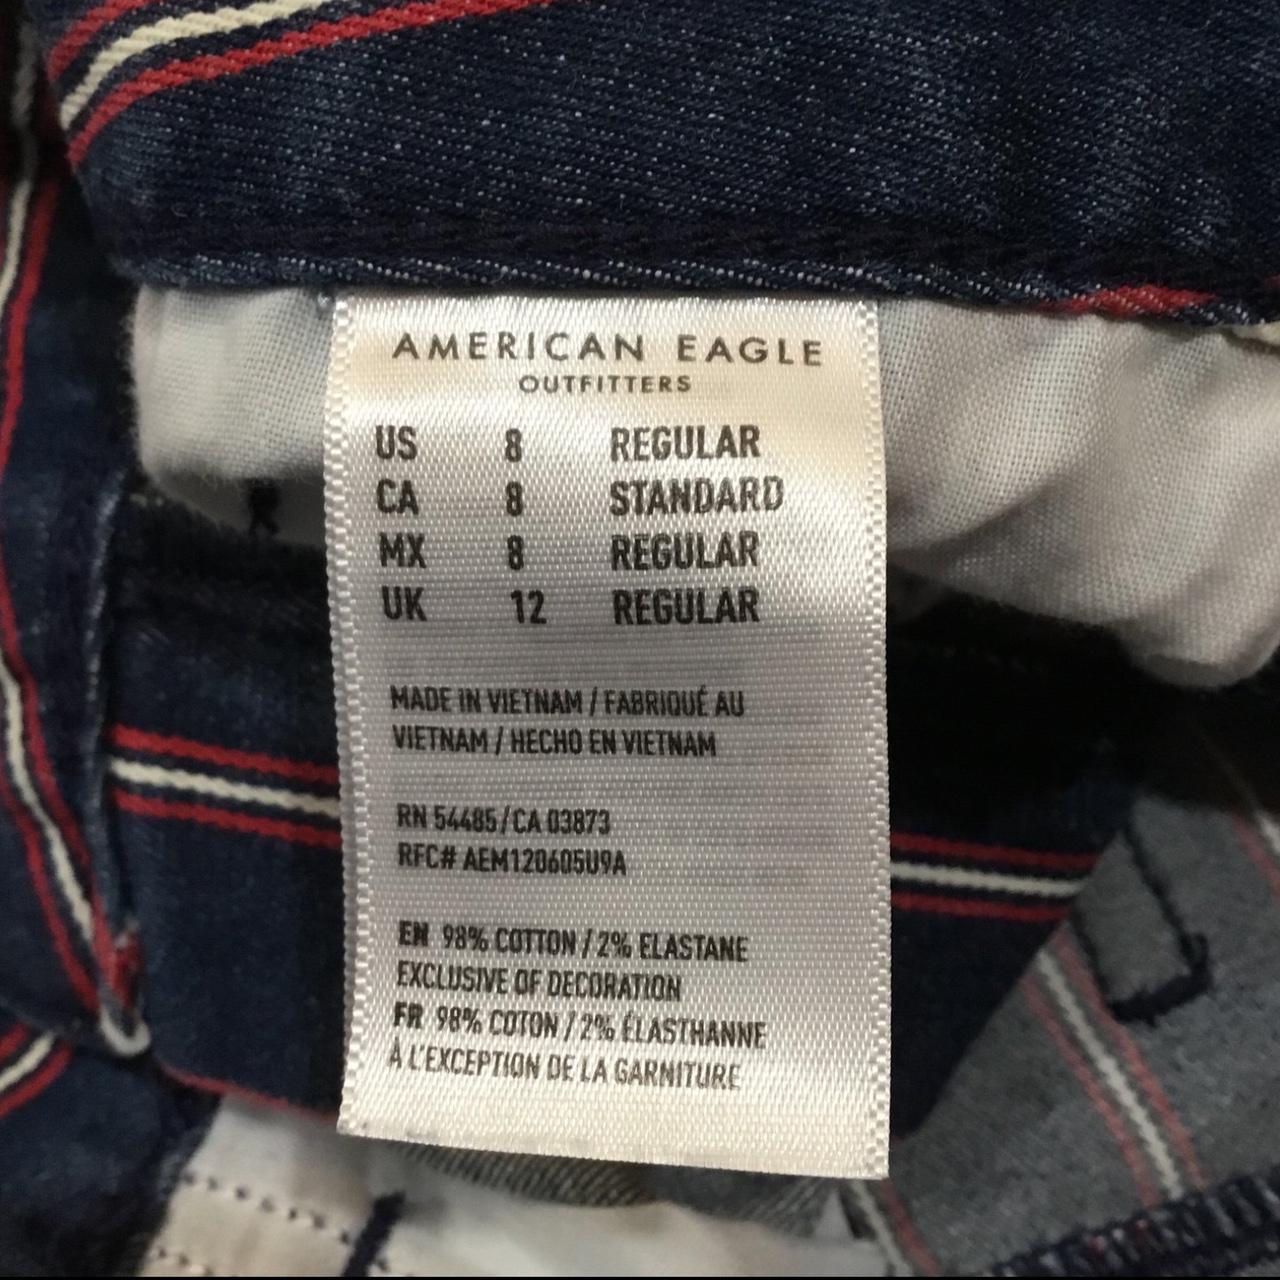 AMERICAN EAGLE
OUTFITTERS
US 8 REGULAR
CA 8 STANDARD
MX 8 REGULAR
UK 12 REGULAR
MADE IN VIETNAM / FABRIQUÉ AU
VIETNAM / HECHO EN VIETNAM
RN 54485/CA 03873
RFC# AEM120605U9A
EN 98% COTTON / 2% ELASTANE
EXCLUSIVE OF DECORATION
FR 98% COTON / 2% ÉLASTHANNE
À L'EXCEPTION DE LA GARNITURE